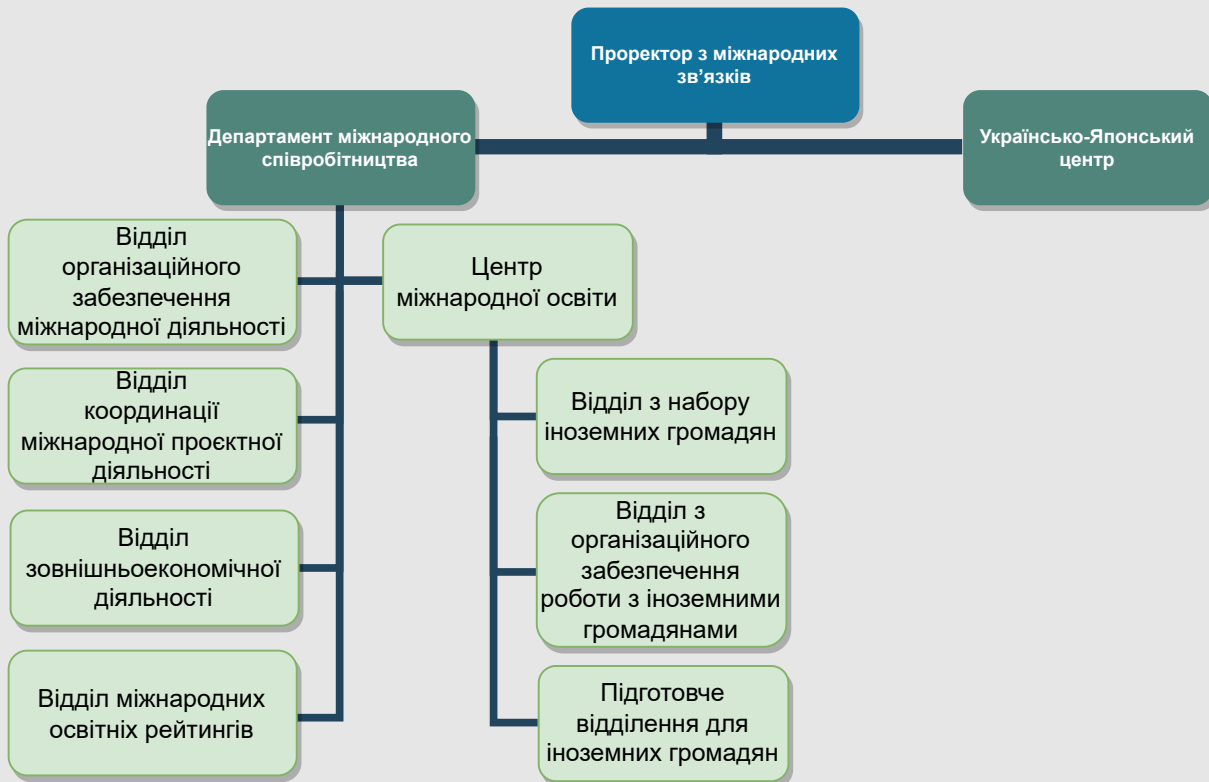 Проректор з міжнародних
зв’язків
Департамент міжнародного
співробітництва
Українсько-Японський
центр
Відділ
організаційного
забезпечення
міжнародної діяльності
Центр
міжнародної освіти
Відділ
координації
міжнародної проєктної
діяльності
Відділ з набору
іноземних громадян
Відділ
зовнішньоекономічної
діяльності
Відділ з
організаційного
забезпечення
роботи з іноземними
громадянами
Відділ міжнародних
освітніх рейтингів
Підготовче
відділення для
іноземних громадян